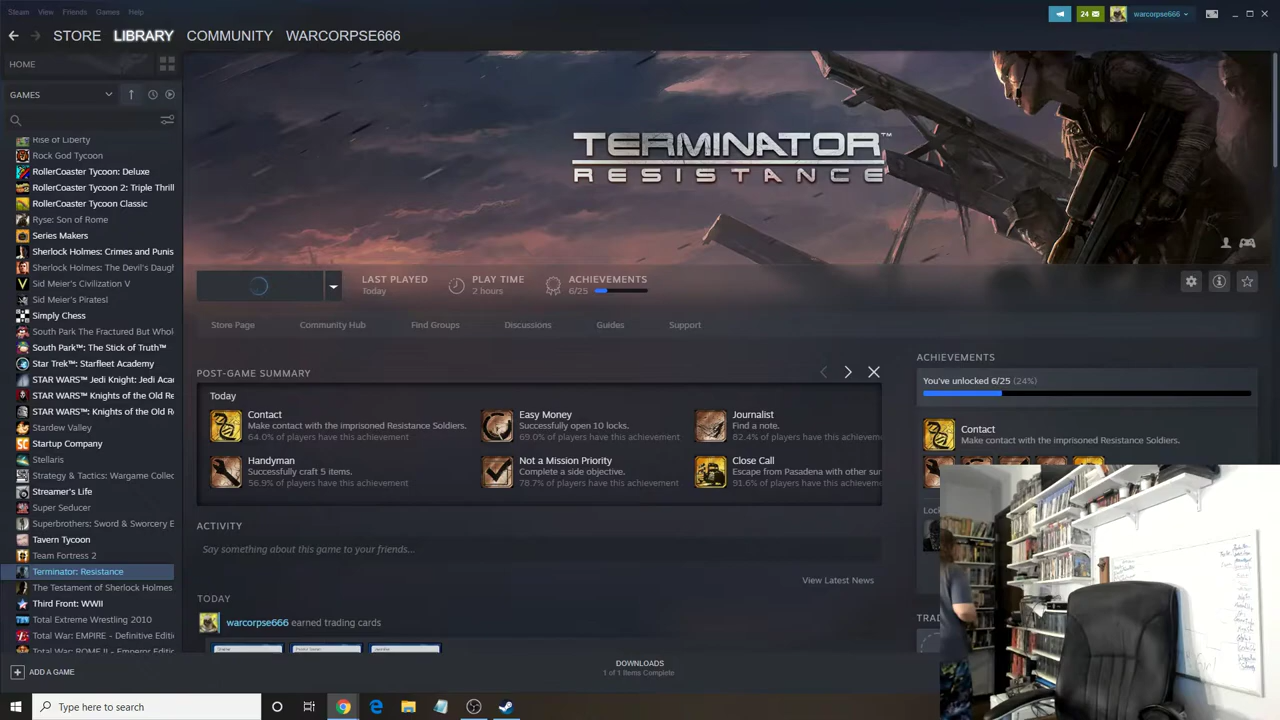 Steam View Friends Games Help
24 warcorpse666
STORE LIBRARY COMMUNITY WARCORPSE666
HOME
GAMES
Rise of Liberty
Rock God Tycoon
RollerCoaster Tycoon: Deluxe
RollerCoaster Tycoon 2: Triple Thrill
RollerCoaster Tycoon Classic
Ryse: Son of Rome
Series Makers
Sherlock Holmes: Crimes and Punis
Sherlock Holmes: The Devil's Daugh
Sid Meier's Civilization V
Sid Meier's Pirates!
Simply Chess
South Park The Fractured But Whol
South Park™: The Stick of Truth™
Star Trek™: Starfleet Academy
STAR WARS™ Jedi Knight: Jedi Aca
STAR WARS™: Knights of the Old Re
STAR WARS™: Knights of the Old R
Stardew Valley
Startup Company
Stellaris
Strategy & Tactics: Wargame Collec
Streamer's Life
Super Seducer
Superbrothers: Sword & Sworcery E
Tavern Tycoon
Team Fortress 2
Terminator: Resistance
The Testament of Sherlock Holmes
Third Front: WWII
Total Extreme Wrestling 2010
Total War: EMPIRE - Definitive Edition
Total War: ROME II - Emperor Edition
ADD A GAME
TERMINATOR™
RESISTANCE
LAST PLAYED
Today
PLAY TIME
2 hours
ACHIEVEMENTS
6/25
Store Page Community Hub Find Groups Discussions Guides Support
POST-GAME SUMMARY
Today
Contact
Make contact with the imprisoned Resistance Soldiers.
64.0% of players have this achievement
Easy Money
Successfully open 10 locks.
69.0% of players have this achievement
Journalist
Find a note.
82.4% of players have this achievem
Handyman
Successfully craft 5 items.
56.9% of players have this achievement
Not a Mission Priority
Complete a side objective.
78.7% of players have this achievement
Close Call
Escape from Pasadena with other sur
91.6% of players have this achievem
ACTIVITY
Say something about this game to your friends...
View Latest News
TODAY
warcorpse666 earned trading cards
ACHIEVEMENTS
You've unlocked 6/25 (24%)
Contact
Make contact with the imprisoned Resistance Soldiers.
Loc
TRAD
DOWNLOADS
1 of 1 Items Complete
Type here to search